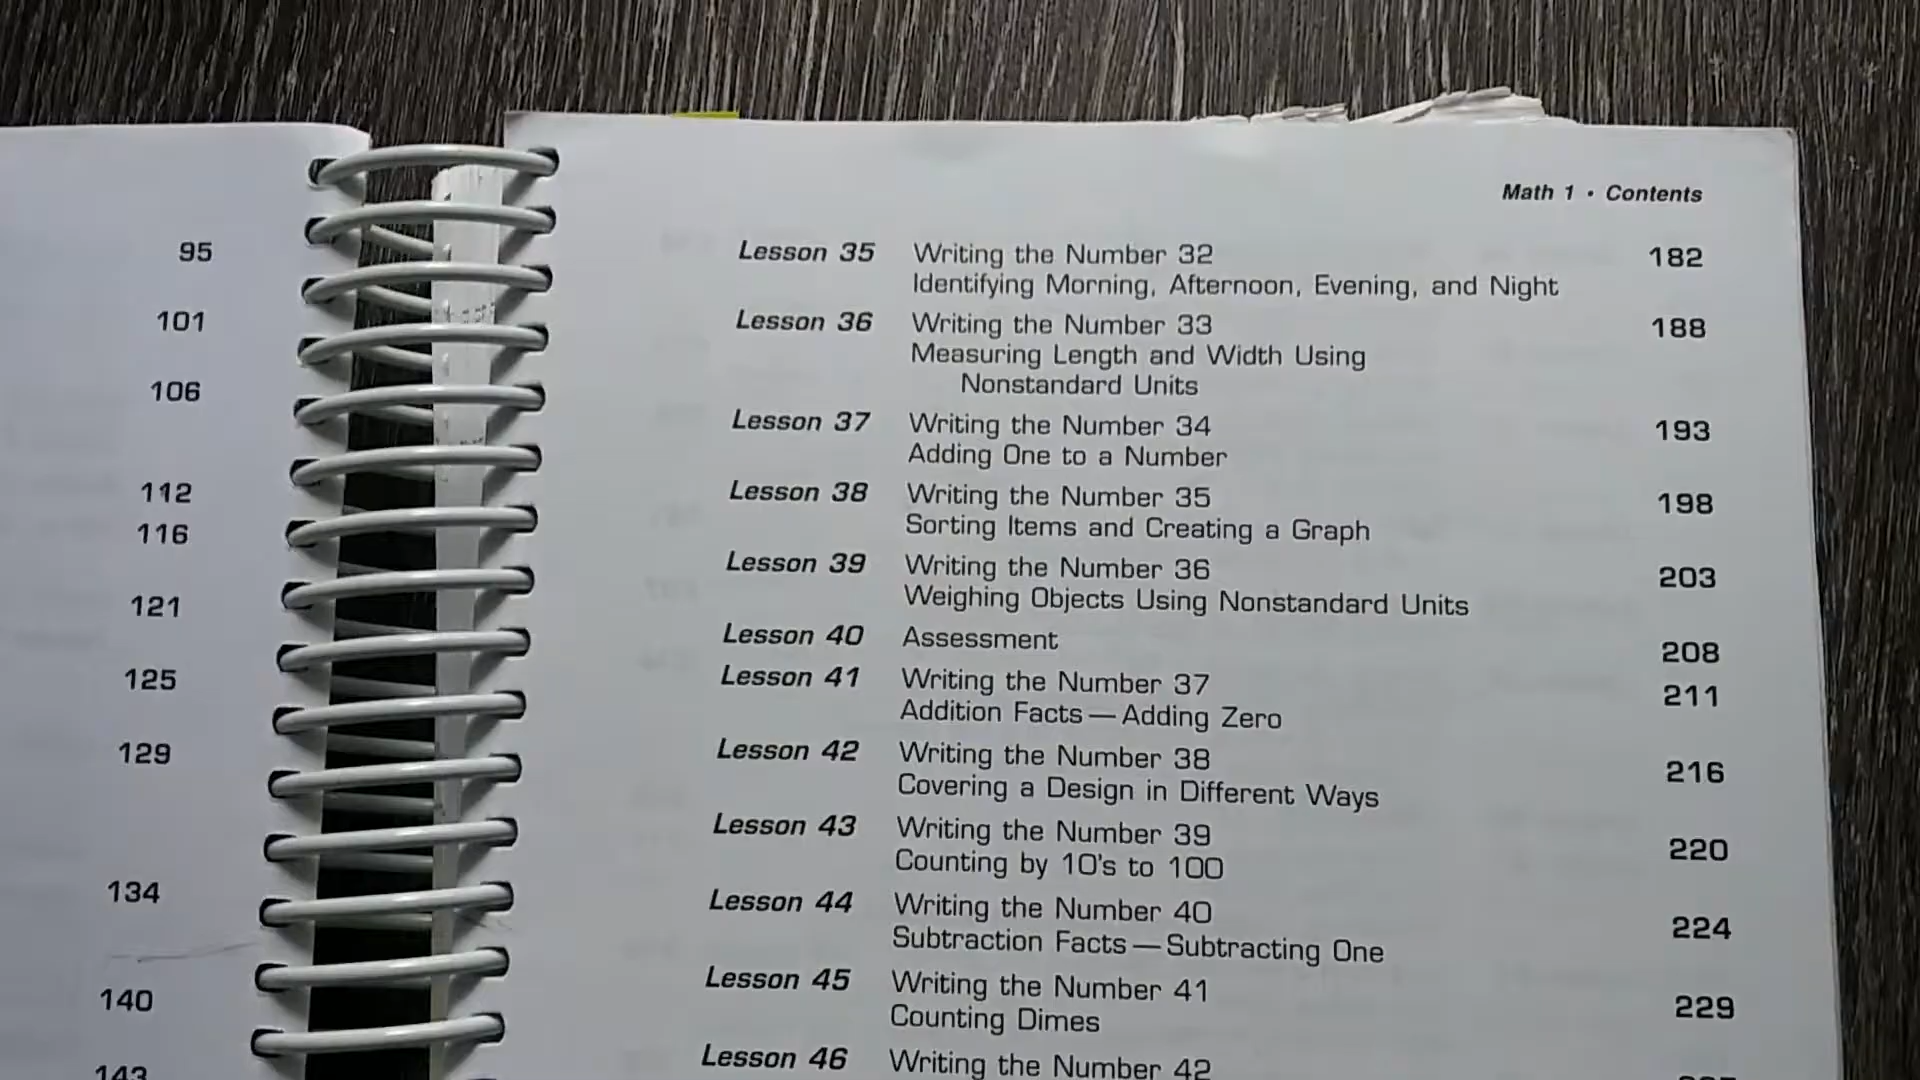 95
101
106
112
116
121
125
129
134
140
143
Math 1 • Contents
Lesson 35 Writing the Number 32 182
Identifying Morning, Afternoon, Evening, and Night
Lesson 36 Writing the Number 33 188
Measuring Length and Width Using
Nonstandard Units
Lesson 37 Writing the Number 34 193
Adding One to a Number
Lesson 38 Writing the Number 35 198
Sorting Items and Creating a Graph
Lesson 39 Writing the Number 36 203
Weighing Objects Using Nonstandard Units
Lesson 40 Assessment 208
Lesson 41 Writing the Number 37 211
Addition Facts — Adding Zero
Lesson 42 Writing the Number 38 216
Covering a Design in Different Ways
Lesson 43 Writing the Number 39 220
Counting by 10's to 100
Lesson 44 Writing the Number 40 224
Subtraction Facts — Subtracting One
Lesson 45 Writing the Number 41 229
Counting Dimes
Lesson 46 Writing the Number 42